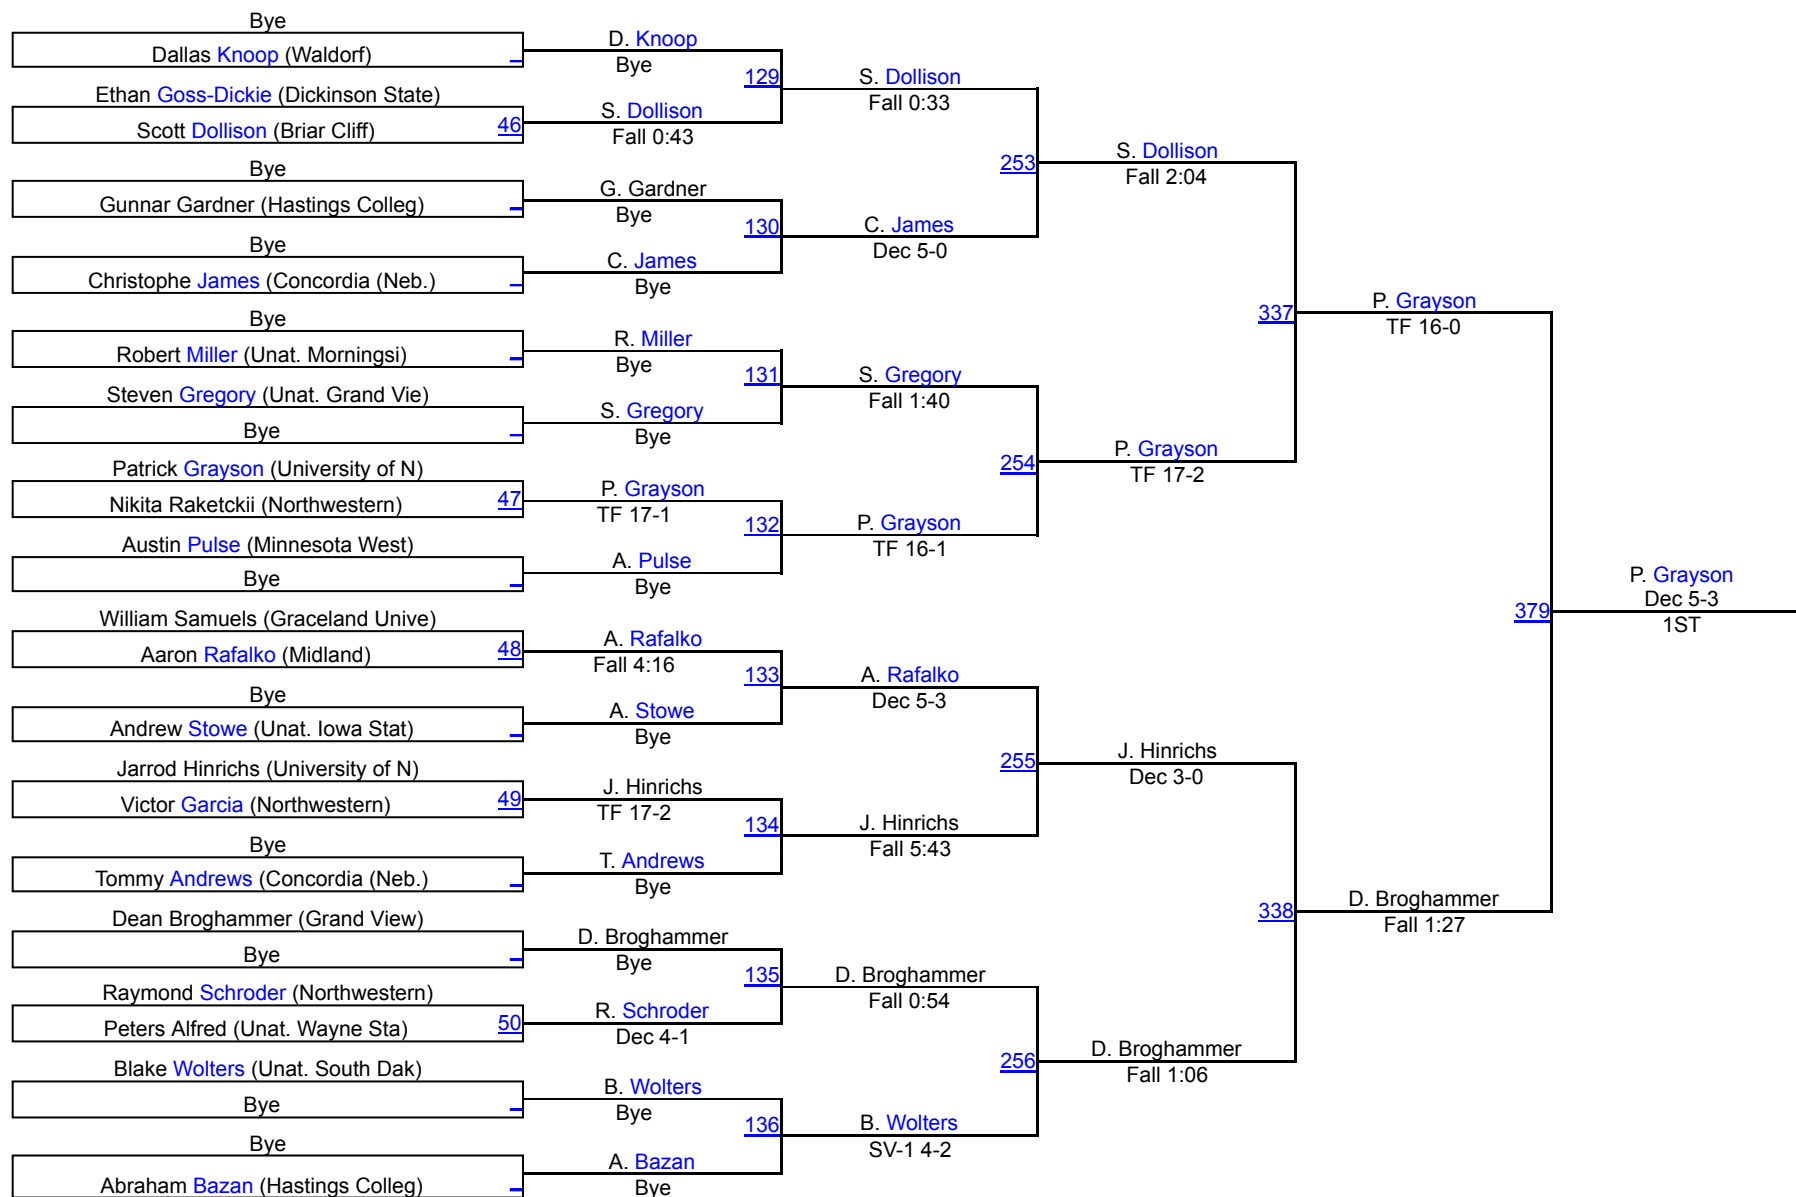 Bye
Dallas Knoop (Waldorf)
Ethan Goss-Dickie (Dickinson State)
Scott Dollison (Briar Cliff)
46
Bye
Gunnar Gardner (Hastings Colleg)
Bye
Christophe James (Concordia (Neb.)
Bye
Robert Miller (Unat. Morningsi)
Steven Gregory (Unat. Grand Vie)
Bye
Patrick Grayson (University of N)
Nikita Raketckii (Northwestern)
47
Austin Pulse (Minnesota West)
Bye
William Samuels (Graceland Unive)
Aaron Rafalko (Midland)
48
Bye
Andrew Stowe (Unat. Iowa Stat)
Jarrod Hinrichs (University of N)
Victor Garcia (Northwestern)
49
Bye
Tommy Andrews (Concordia (Neb.)
Dean Broghammer (Grand View)
Bye
Raymond Schroder (Northwestern)
Peters Alfred (Unat. Wayne Sta)
50
Blake Wolters (Unat. South Dak)
Bye
Bye
Abraham Bazan (Hastings Colleg)
D. Knoop
Bye
129
S. Dollison
Fall 0:43
G. Gardner
Bye
130
C. James
Bye
R. Miller
Bye
131
S. Gregory
Bye
P. Grayson
TF 17-1
132
A. Pulse
Bye
A. Rafalko
Fall 4:16
133
A. Stowe
Bye
J. Hinrichs
TF 17-2
134
T. Andrews
Bye
D. Broghammer
Bye
135
R. Schroder
Dec 4-1
B. Wolters
Bye
136
A. Bazan
Bye
S. Dollison
Fall 0:33
253
C. James
Dec 5-0
S. Gregory
Fall 1:40
254
P. Grayson
TF 16-1
A. Rafalko
Dec 5-3
255
J. Hinrichs
Fall 5:43
D. Broghammer
Fall 0:54
256
B. Wolters
SV-1 4-2
S. Dollison
Fall 2:04
337
P. Grayson
TF 17-2
J. Hinrichs
Dec 3-0
338
D. Broghammer
Fall 1:06
P. Grayson
TF 16-0
379
D. Broghammer
Fall 1:27
P. Grayson
Dec 5-3
1ST